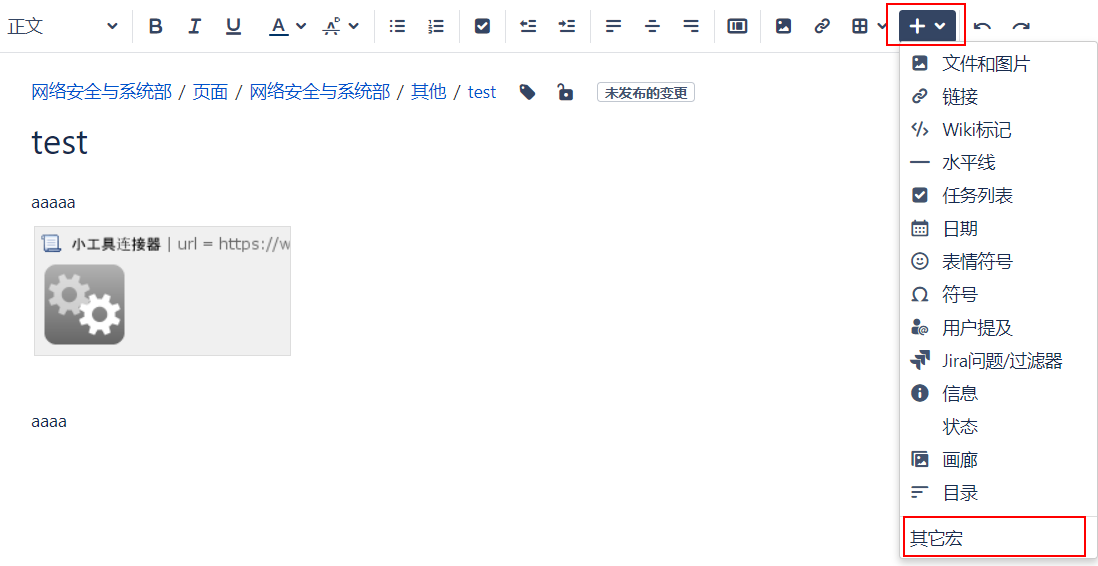 正文 B I U A
网络安全与系统部 / 页面 / 网络安全与系统部 / 其他 / test 未发布的变更
test
aaaaa
小工具连接器 | url = https://w
aaaa
文件和图片
链接
Wiki标记
水平线
任务列表
日期
表情符号
符号
用户提及
Jira问题/过滤器
信息
状态
画廊
目录
其它宏